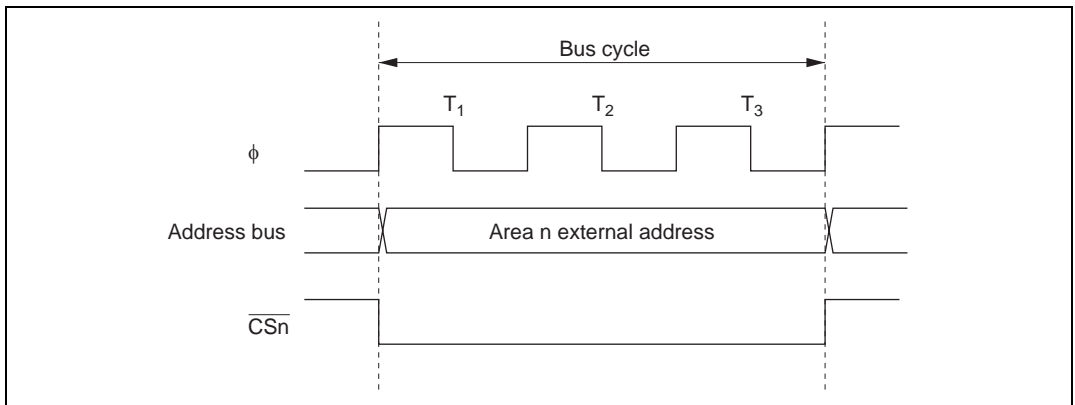 Bus cycle
T1 T2 T3
ϕ
Address bus Area n external address
CSn